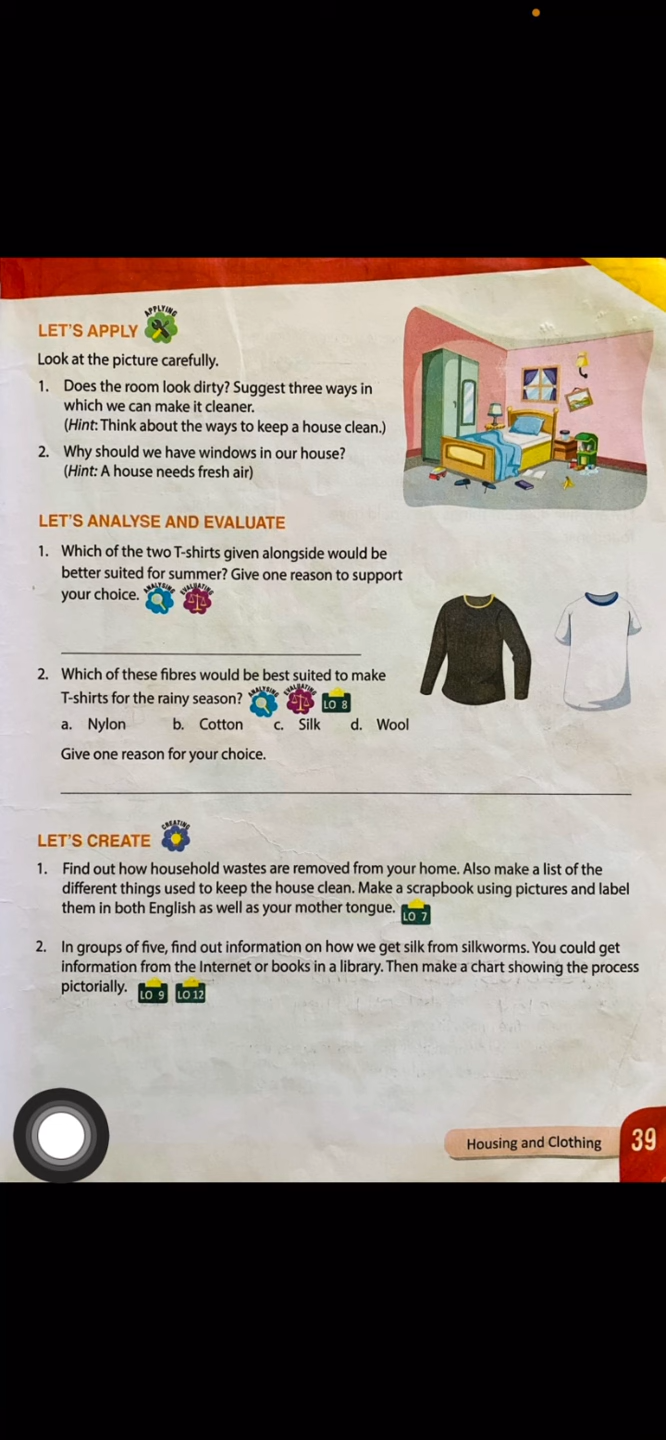 APPLYING
LET'S APPLY
Look at the picture carefully.
1. Does the room look dirty? Suggest three ways in
which we can make it cleaner.
(Hint: Think about the ways to keep a house clean.)
2. Why should we have windows in our house?
(Hint: A house needs fresh air)
LET'S ANALYSE AND EVALUATE
1. Which of the two T-shirts given alongside would be
better suited for summer? Give one reason to support
your choice. ANALYSING EVALUATING
2. Which of these fibres would be best suited to make
T-shirts for the rainy season? ANALYSING EVALUATING LO 8
a. Nylon b. Cotton c. Silk d. Wool
Give one reason for your choice.
CREATING
LET'S CREATE
1. Find out how household wastes are removed from your home. Also make a list of the
different things used to keep the house clean. Make a scrapbook using pictures and label
them in both English as well as your mother tongue. LO 7
2. In groups of five, find out information on how we get silk from silkworms. You could get
information from the Internet or books in a library. Then make a chart showing the process
pictorially. LO 9 LO 12
Housing and Clothing 39